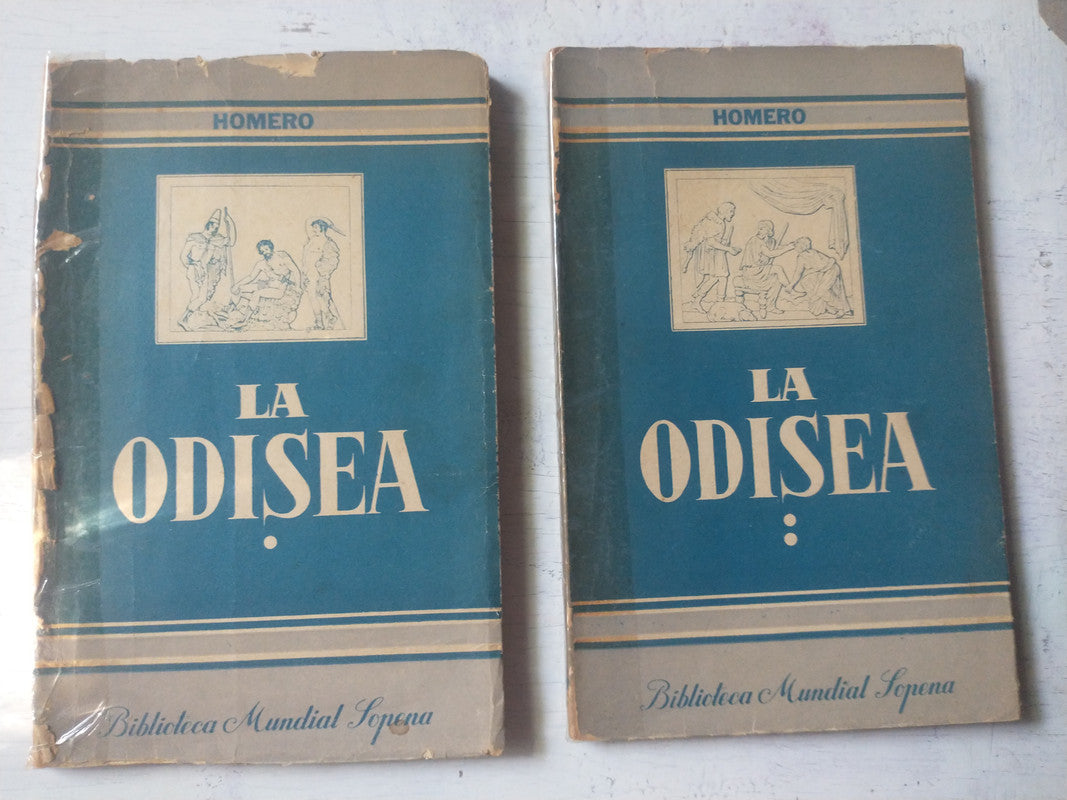 HOMERO
LA
ODISEA
Biblioteca Mundial Sopena
HOMERO
LA
ODISEA
Biblioteca Mundial Sopena